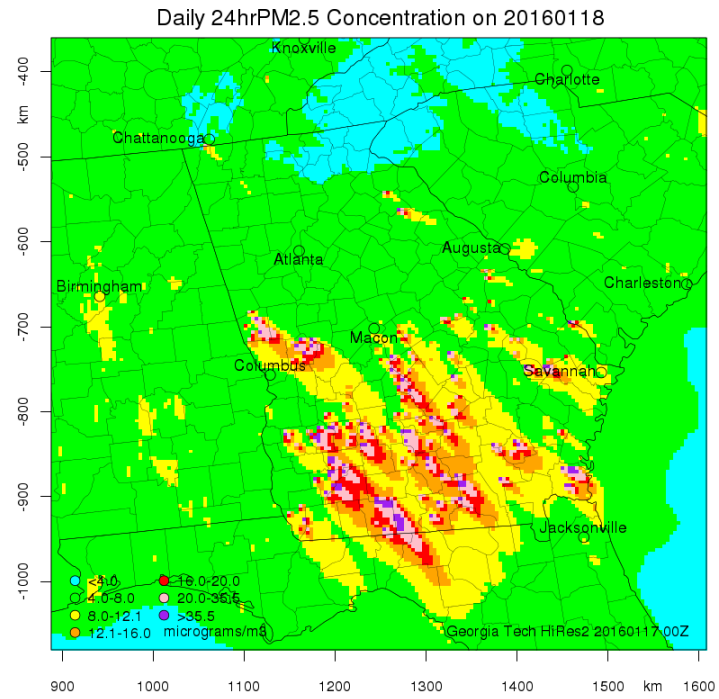 Daily 24hrPM2.5 Concentration on 20160118
Knoxville
Charlotte
Chattanooga
Columbia
Augusta
Atlanta
Charleston
Birmingham
Macon
Columbus
Savannah
Jacksonville
<4.0
4.0-8.0
8.0-12.1
12.1-16.0
16.0-20.0
20.0-35.5
>35.5
micrograms/m3
Georgia Tech HiRes2 20160117 00Z
-400
km
-500
-600
-700
-800
-900
-1000
900 1000 1100 1200 1300 1400 1500 km 1600